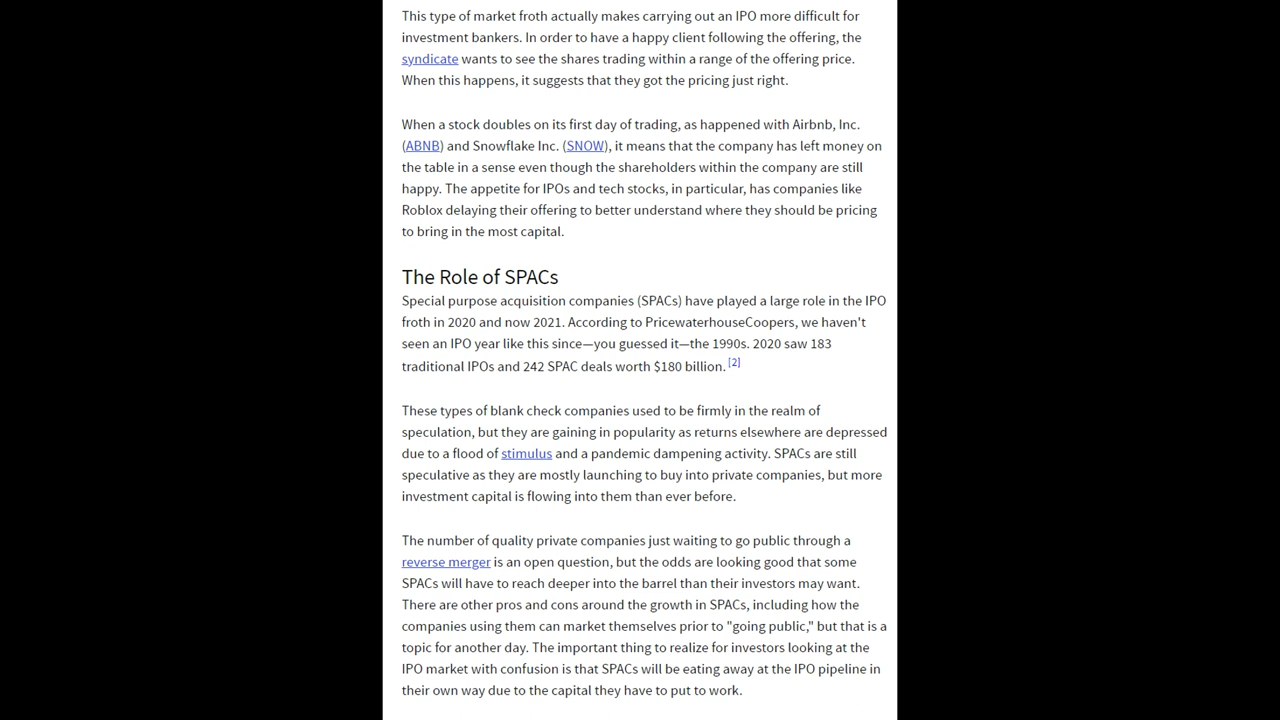 This type of market froth actually makes carrying out an IPO more difficult for
investment bankers. In order to have a happy client following the offering, the
syndicate wants to see the shares trading within a range of the offering price.
When this happens, it suggests that they got the pricing just right.
When a stock doubles on its first day of trading, as happened with Airbnb, Inc.
(ABNB) and Snowflake Inc. (SNOW), it means that the company has left money on
the table in a sense even though the shareholders within the company are still
happy. The appetite for IPOs and tech stocks, in particular, has companies like
Roblox delaying their offering to better understand where they should be pricing
to bring in the most capital.
The Role of SPACs
Special purpose acquisition companies (SPACs) have played a large role in the IPO
froth in 2020 and now 2021. According to PricewaterhouseCoopers, we haven't
seen an IPO year like this since—you guessed it—the 1990s. 2020 saw 183
traditional IPOs and 242 SPAC deals worth $180 billion. [2]
These types of blank check companies used to be firmly in the realm of
speculation, but they are gaining in popularity as returns elsewhere are depressed
due to a flood of stimulus and a pandemic dampening activity. SPACs are still
speculative as they are mostly launching to buy into private companies, but more
investment capital is flowing into them than ever before.
The number of quality private companies just waiting to go public through a
reverse merger is an open question, but the odds are looking good that some
SPACs will have to reach deeper into the barrel than their investors may want.
There are other pros and cons around the growth in SPACs, including how the
companies using them can market themselves prior to "going public," but that is a
topic for another day. The important thing to realize for investors looking at the
IPO market with confusion is that SPACs will be eating away at the IPO pipeline in
their own way due to the capital they have to put to work.